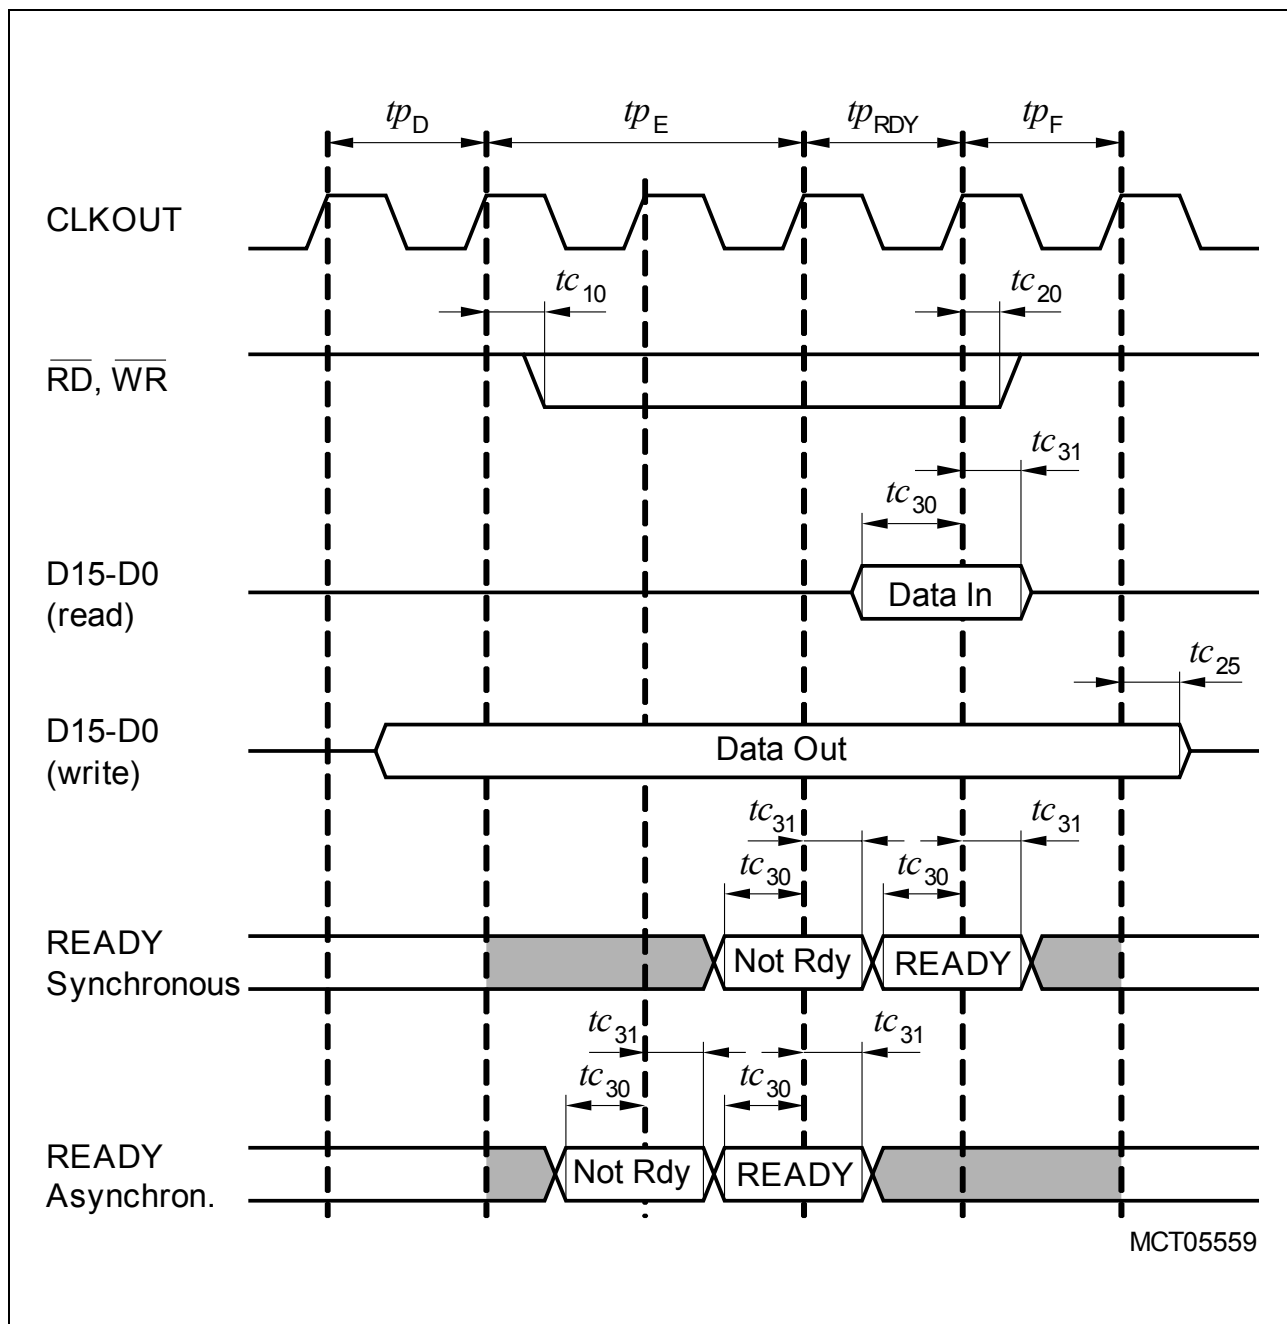 tpD tpE tpRDY tpF
CLKOUT
tc10 tc20
RD, WR
tc31
tc30
D15-D0
(read)
Data In
tc25
D15-D0
(write)
Data Out
tc31 tc31
tc30 tc30
READY
Synchronous
Not Rdy READY
tc31 tc31
tc30 tc30
READY
Asynchron.
Not Rdy READY
MCT05559